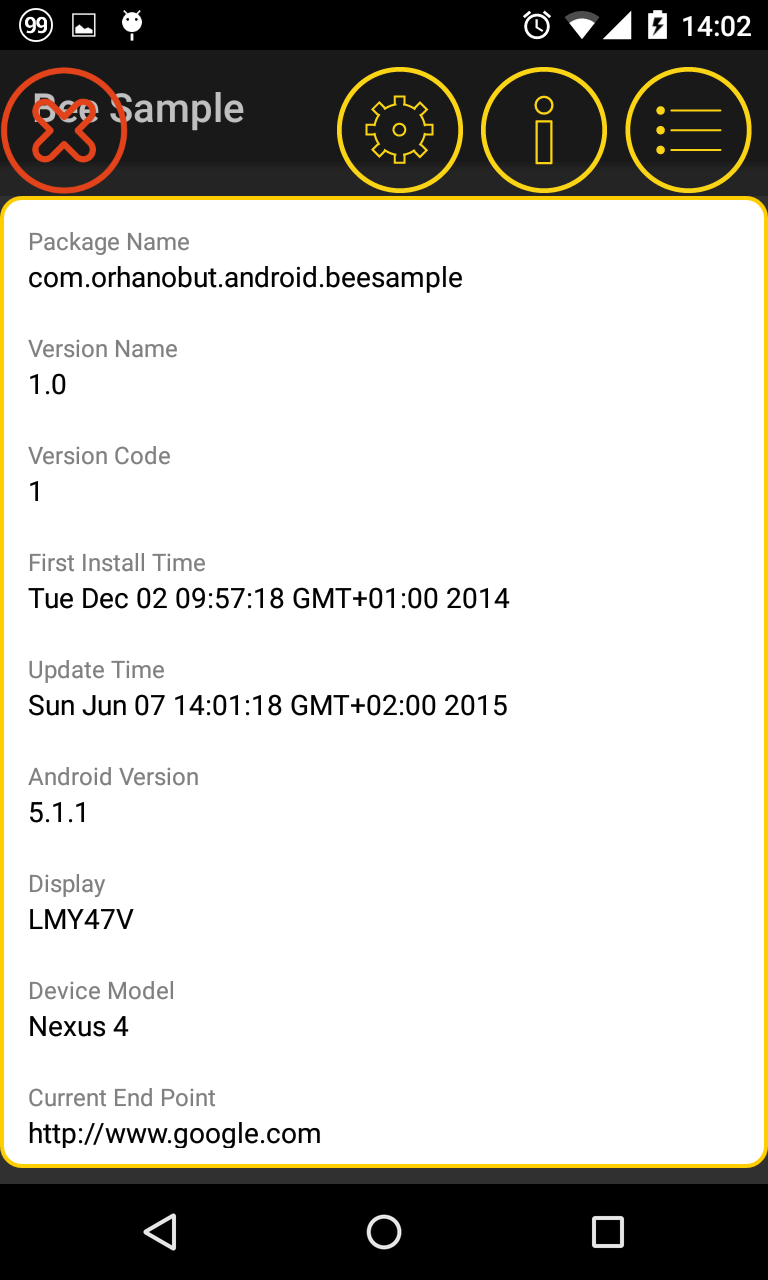 99
14:02
Bee Sample
Package Name
com.orhanobut.android.beesample
Version Name
1.0
Version Code
1
First Install Time
Tue Dec 02 09:57:18 GMT+01:00 2014
Update Time
Sun Jun 07 14:01:18 GMT+02:00 2015
Android Version
5.1.1
Display
LMY47V
Device Model
Nexus 4
Current End Point
http://www.google.com